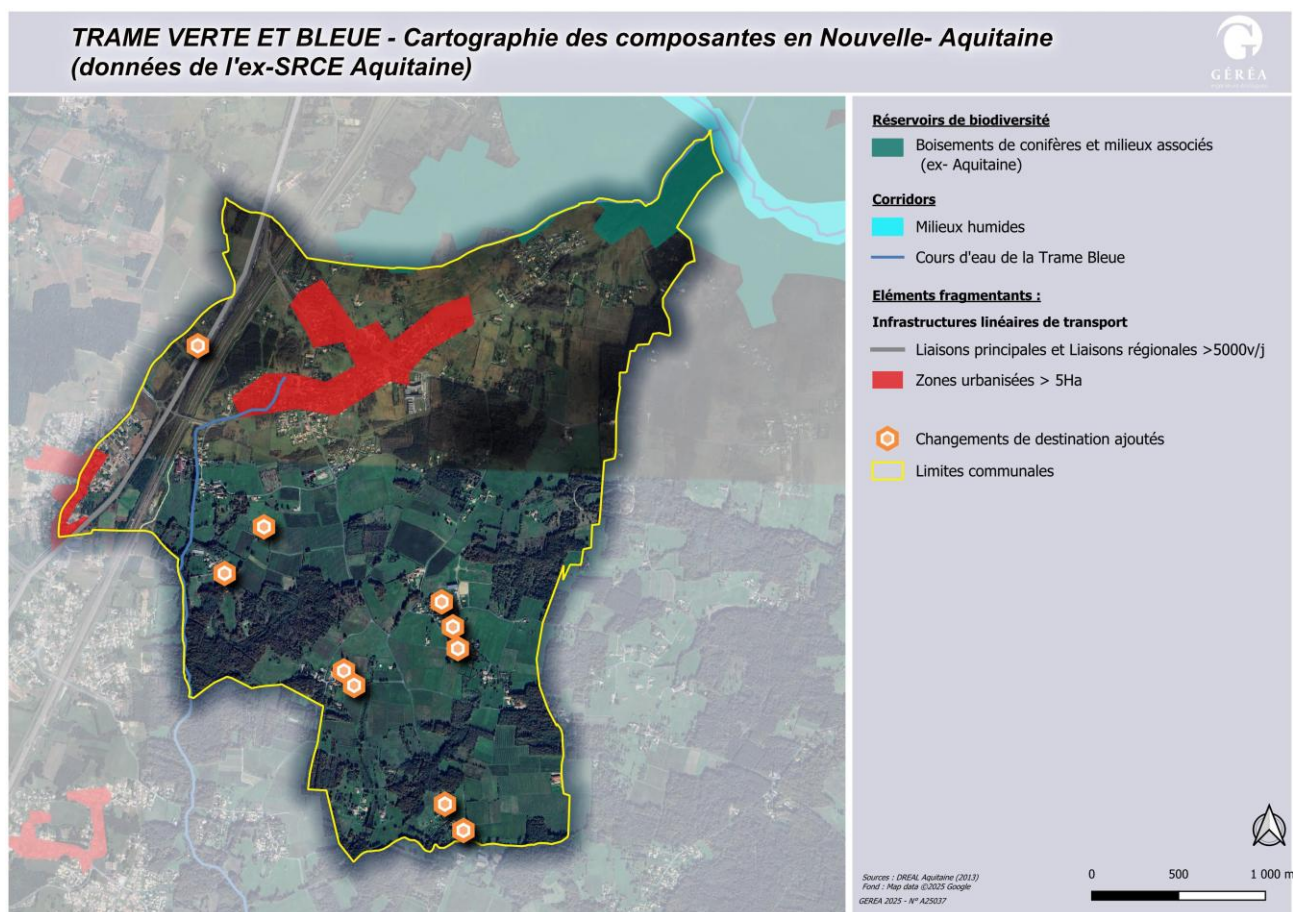 TRAME VERTE ET BLEUE - Cartographie des composantes en Nouvelle- Aquitaine
(données de l'ex-SRCE Aquitaine)
GÉRÉA
Réservoirs de biodiversité
Boisements de conifères et milieux associés
(ex- Aquitaine)
Corridors
Milieux humides
Cours d'eau de la Trame Bleue
Eléments fragmentants :
Infrastructures linéaires de transport
Liaisons principales et Liaisons régionales >5000v/j
Zones urbanisées > 5Ha
Changements de destination ajoutés
Limites communales
Sources : DREAL Aquitaine (2013)
Fond : Map data ©2025 Google
GEREA 2025 - N° A25037
0 500 1 000 m